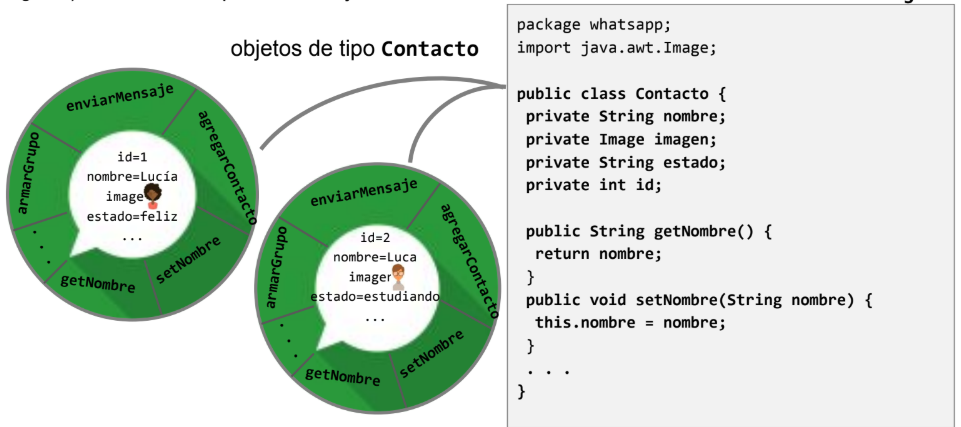 objetos de tipo Contacto
enviarMensaje
agregarContacto
armarGrupo
id=1
nombre=Lucía
image
estado=feliz
...
. . .
getNombre
setNombre
enviarMensaje
agregarContacto
armarGrupo
id=2
nombre=Luca
imagen
estado=estudiando
...
. . .
getNombre
setNombre
package whatsapp;
import java.awt.Image;
public class Contacto {
private String nombre;
private Image imagen;
private String estado;
private int id;
public String getNombre() {
return nombre;
}
public void setNombre(String nombre) {
this.nombre = nombre;
}
. . .
}